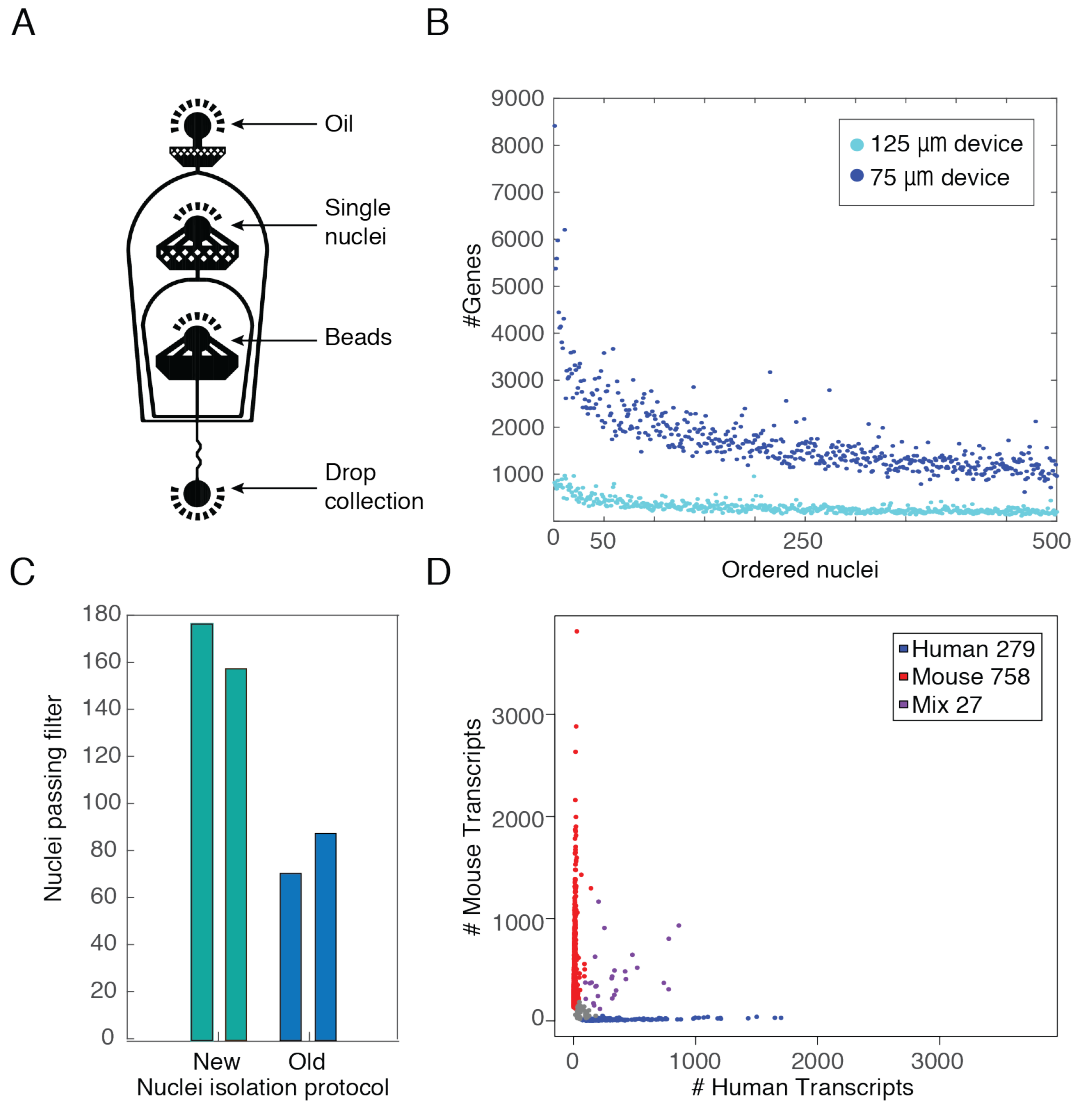 A
Oil
Single
nuclei
Beads
Drop
collection
B
9000
8000
7000
6000
5000
4000
3000
2000
1000
#Genes
125 µm device
75 µm device
0
50
250
500
Ordered nuclei
C
180
160
140
120
100
80
60
40
20
0
Nuclei passing filter
New
Old
Nuclei isolation protocol
D
3000
2000
1000
0
# Mouse Transcripts
Human 279
Mouse 758
Mix 27
0
1000
2000
3000
# Human Transcripts